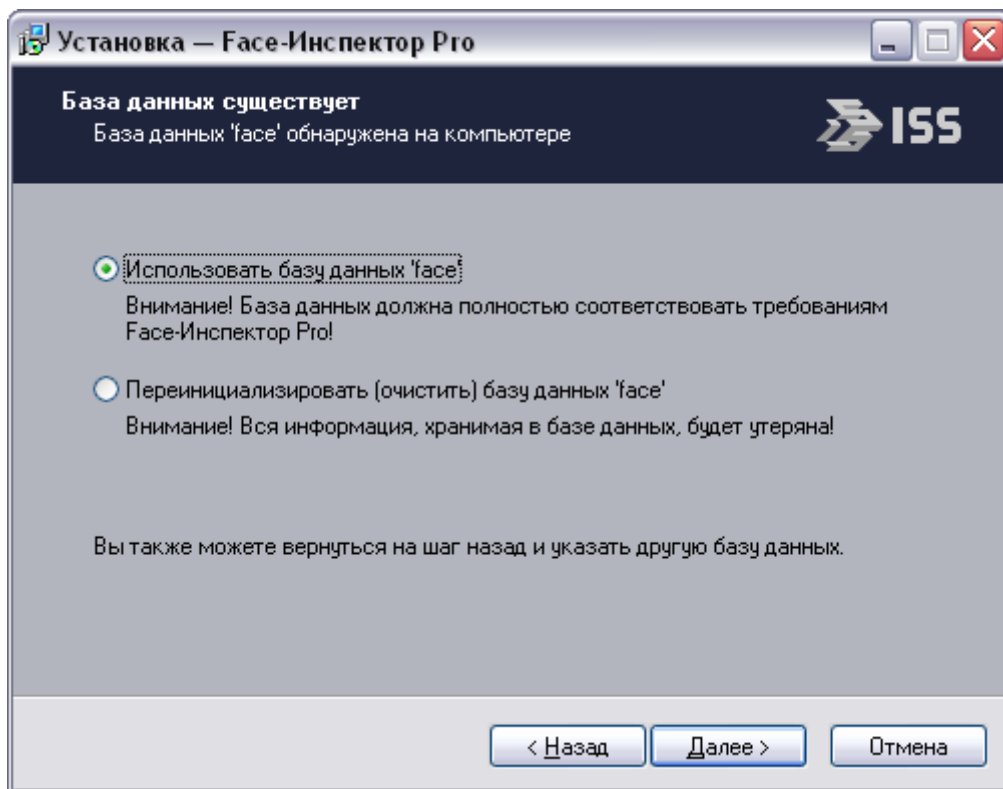 Установка — Face-Инспектор Pro
База данных существует
База данных 'face' обнаружена на компьютере
ISS
Использовать базу данных 'face'
Внимание! База данных должна полностью соответствовать требованиям
Face-Инспектор Pro!
Переинициализировать (очистить) базу данных 'face'
Внимание! Вся информация, хранимая в базе данных, будет утеряна!
Вы также можете вернуться на шаг назад и указать другую базу данных.
< Назад
Далее >
Отмена